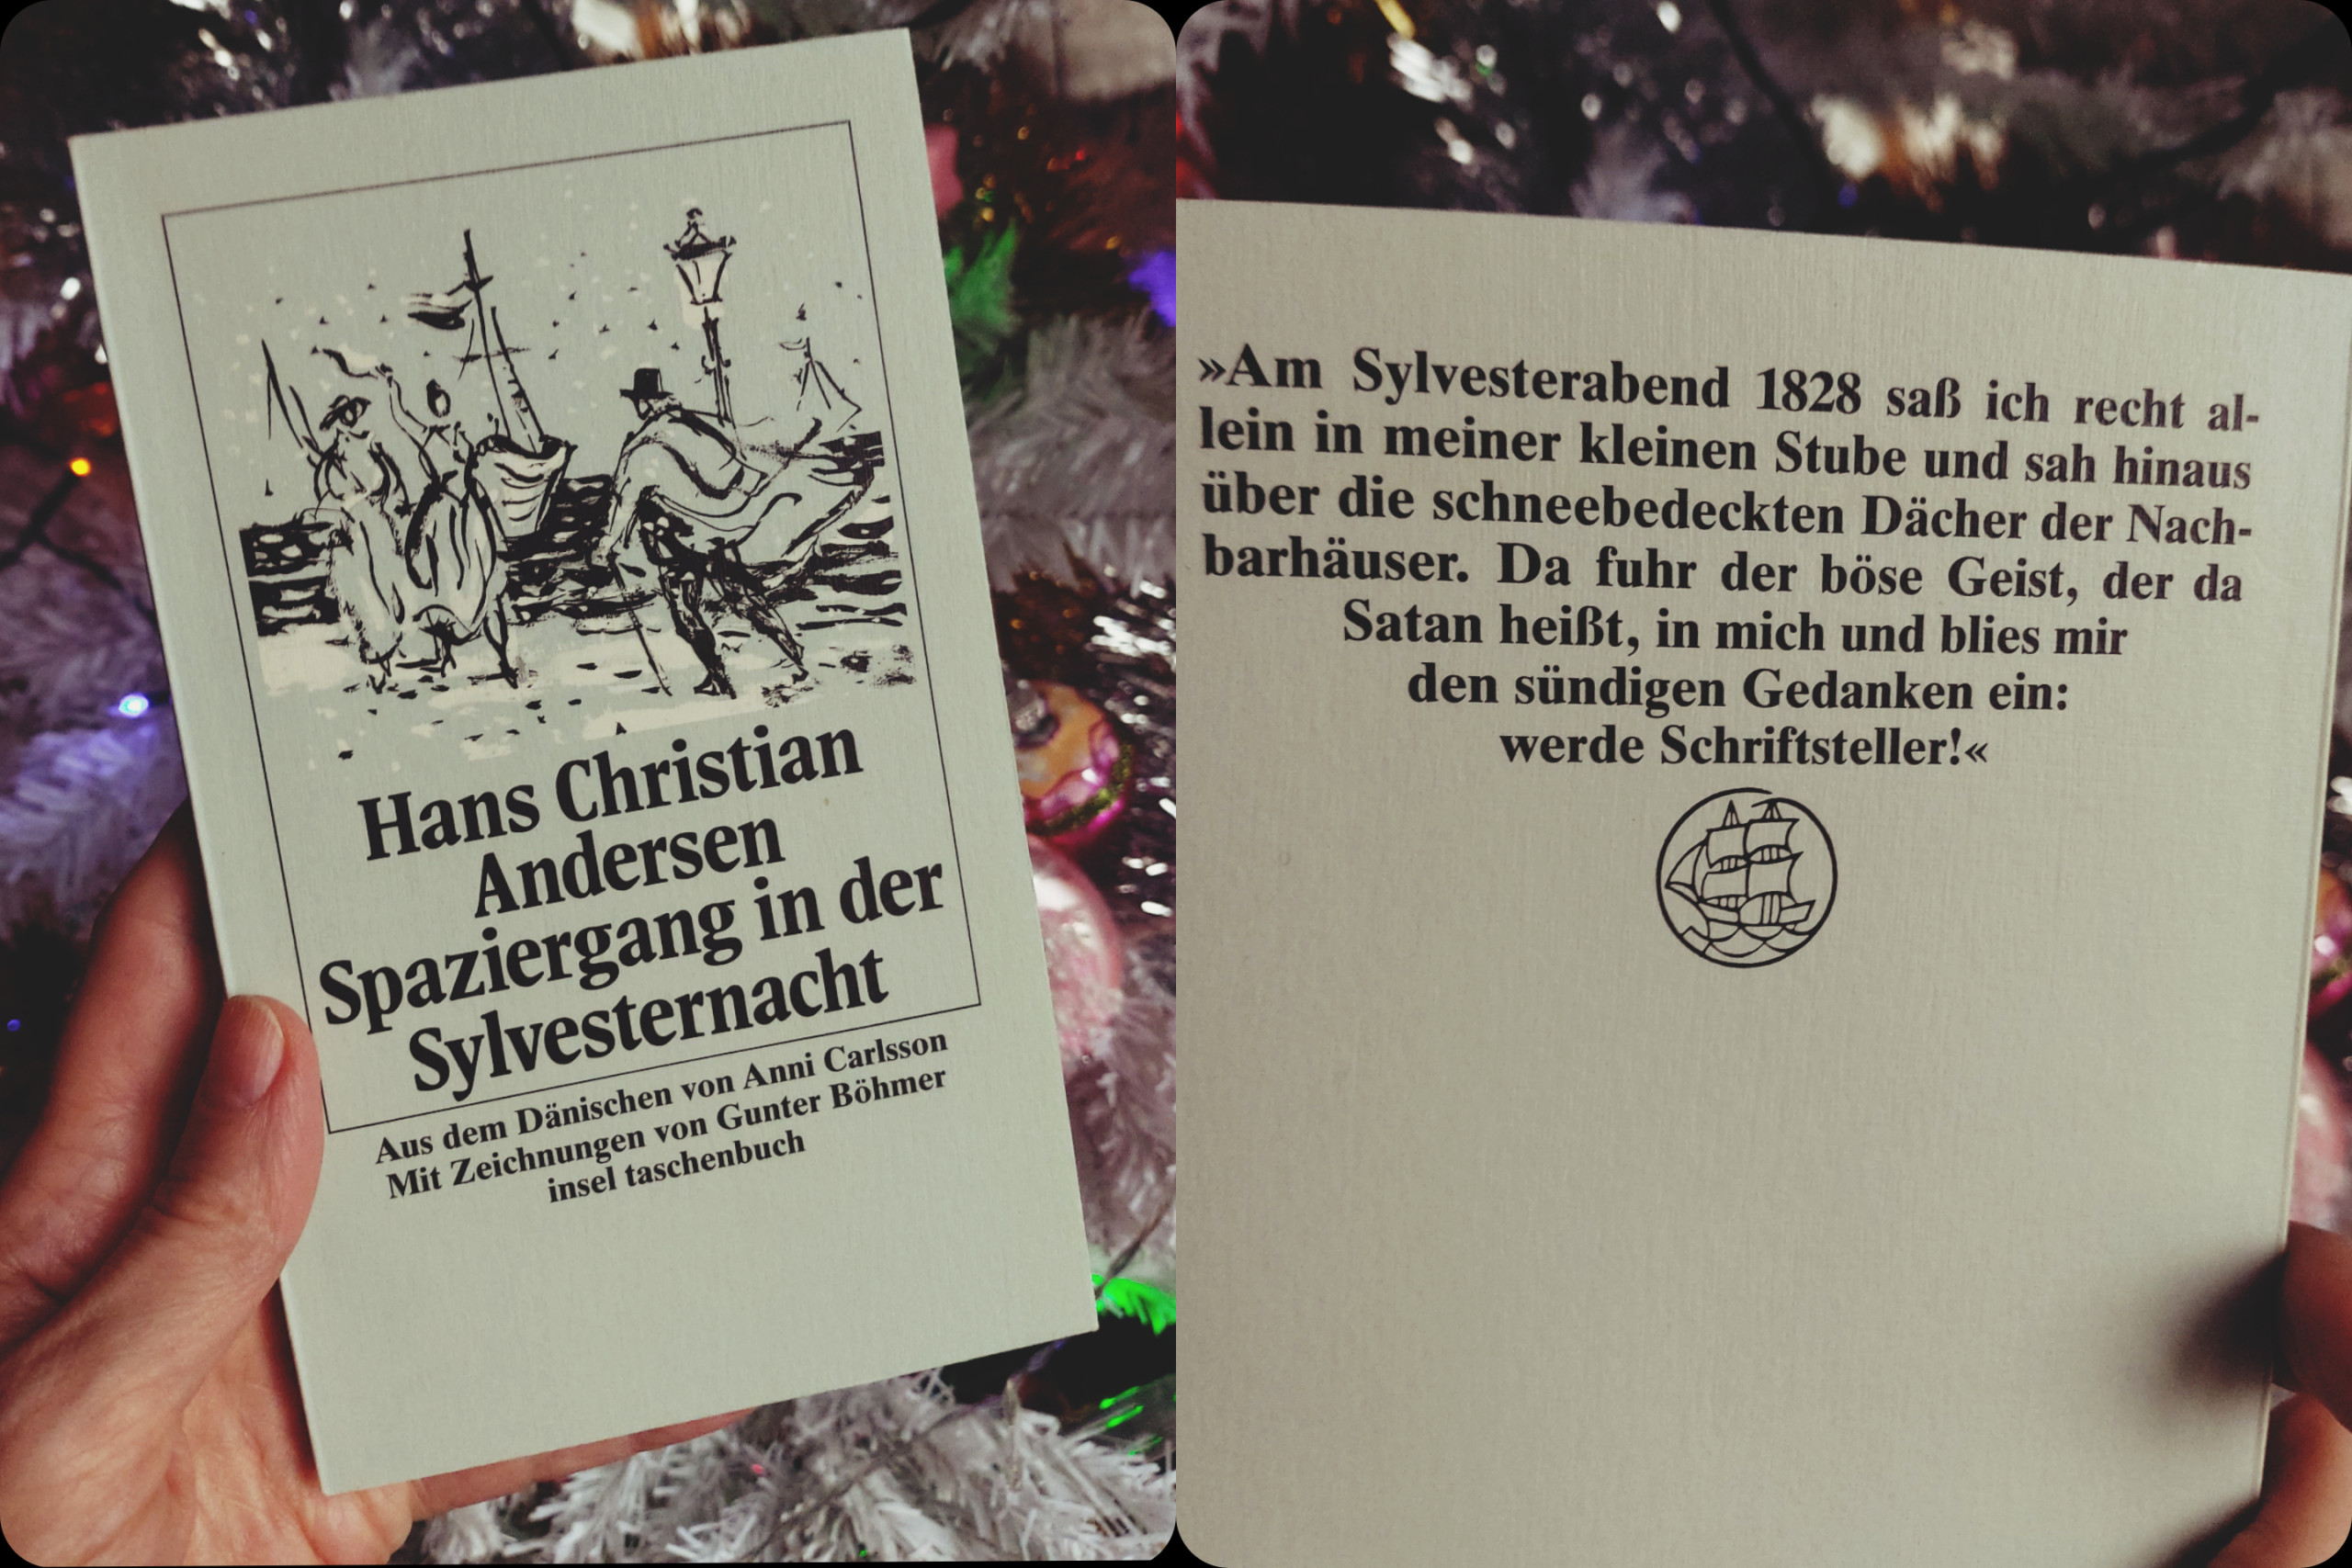 Hans Christian
Andersen
Spaziergang in der
Sylvesternacht
Aus dem Dänischen von Anni Carlsson
Mit Zeichnungen von Gunter Böhmer
insel taschenbuch
»Am Sylvesterabend 1828 saß ich recht al-
lein in meiner kleinen Stube und sah hinaus
über die schneebedeckten Dächer der Nach-
barhäuser. Da fuhr der böse Geist, der da
Satan heißt, in mich und blies mir
den sündigen Gedanken ein:
werde Schriftsteller!«